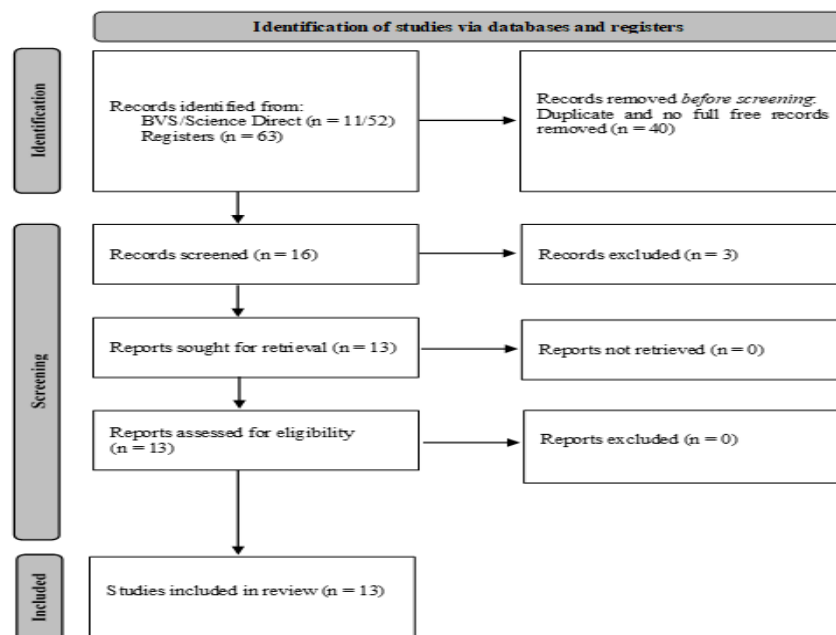 Identification of studies via databases and registers
Identification
Records identified from:
BVS/Science Direct (n = 11/52)
Registers (n = 63)
Records removed before screening:
Duplicate and no full free records
removed (n = 40)
Screening
Records screened (n = 16)
Records excluded (n = 3)
Reports sought for retrieval (n = 13)
Reports not retrieved (n = 0)
Reports assessed for eligibility
(n = 13)
Reports excluded (n = 0)
Included
Studies included in review (n = 13)